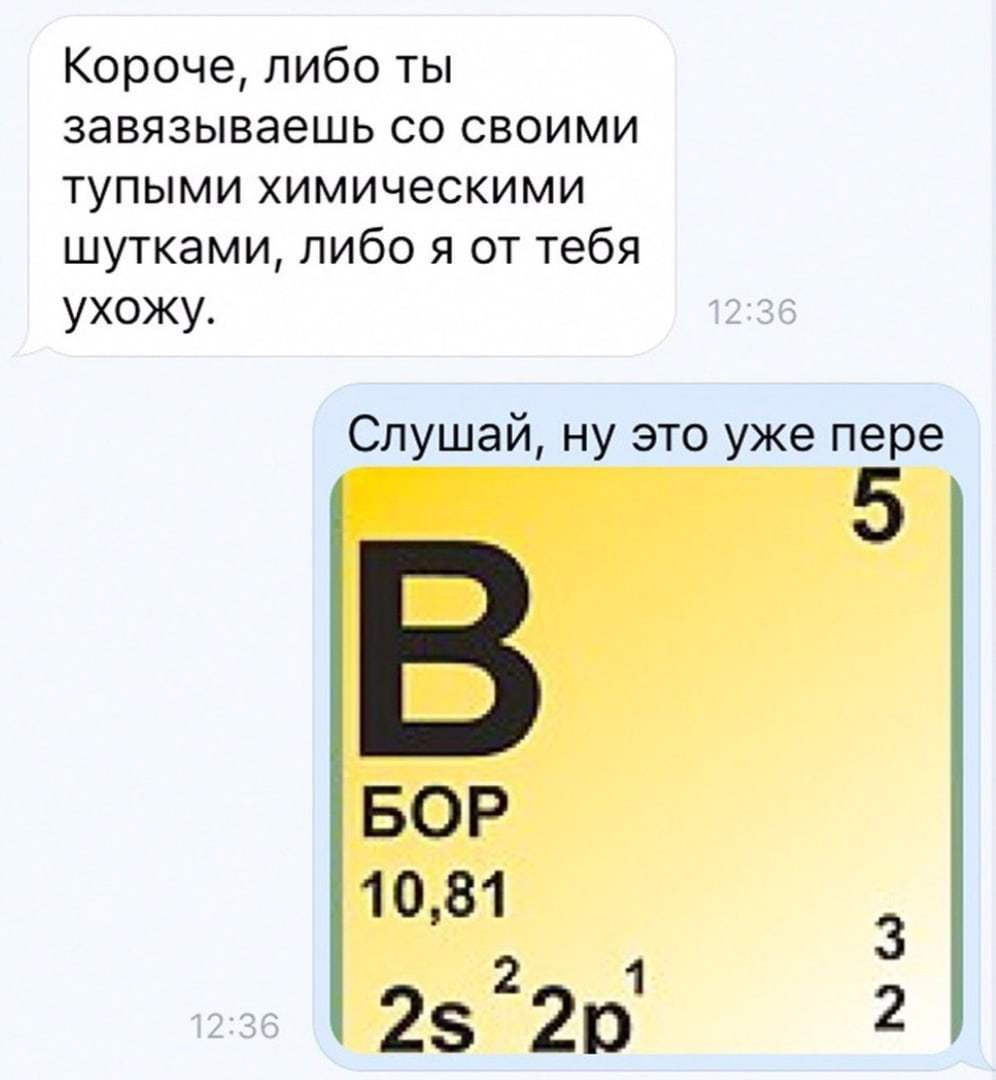 Короче, либо ты
завязываешь со своими
тупыми химическими
шутками, либо я от тебя
ухожу.
12:36
Слушай, ну это уже пере
5
B
БОР
10,81
3
2s²2p¹
2
12:36